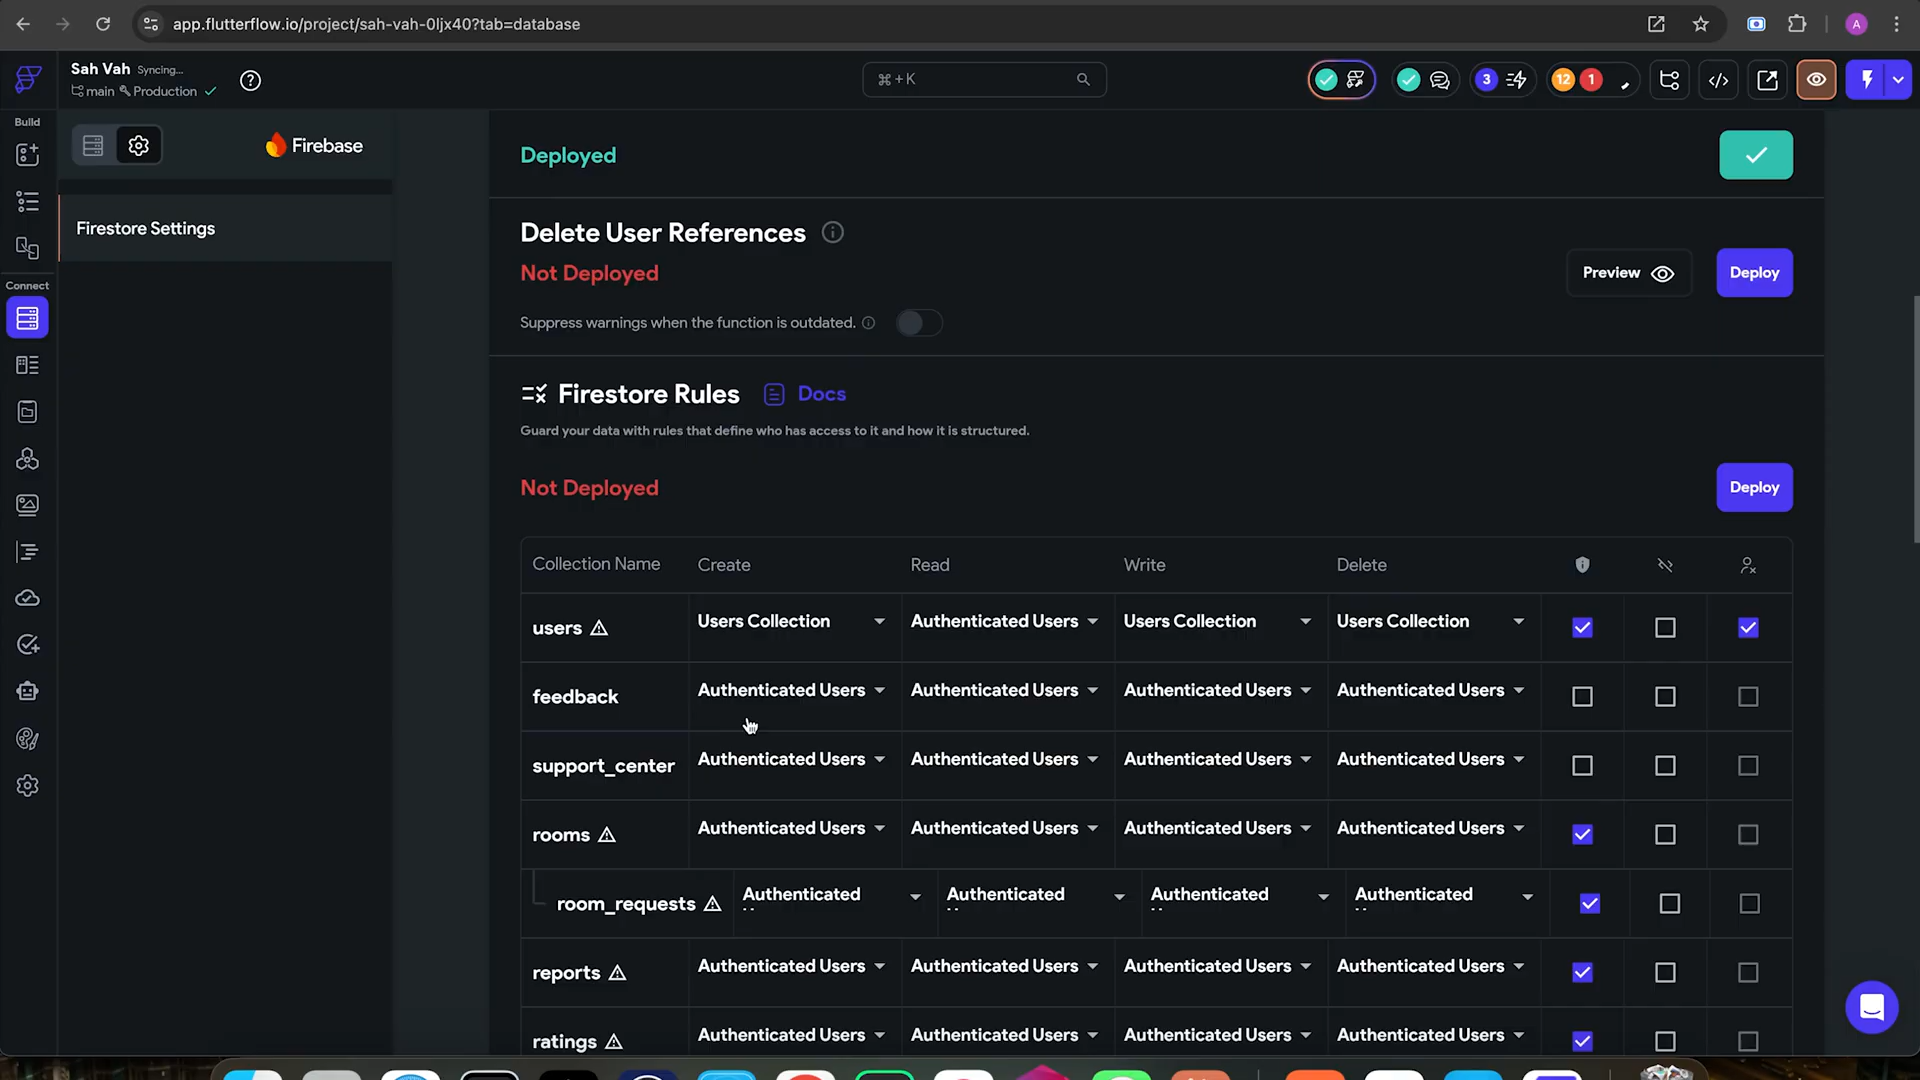 app.flutterflow.io/project/sah-vah-0ljx40?tab=database
A
Sah Vah Syncing...
main Production
⌘+K
3
12
1
Build
Connect
Firebase
Firestore Settings
Deployed
Delete User References
Not Deployed
Preview
Deploy
Suppress warnings when the function is outdated.
Firestore Rules
Docs
Guard your data with rules that define who has access to it and how it is structured.
Not Deployed
Deploy
Collection Name Create Read Write Delete
users Users Collection Authenticated Users Users Collection Users Collection
feedback Authenticated Users Authenticated Users Authenticated Users Authenticated Users
support_center Authenticated Users Authenticated Users Authenticated Users Authenticated Users
rooms Authenticated Users Authenticated Users Authenticated Users Authenticated Users
room_requests Authenticated Authenticated Authenticated Authenticated
reports Authenticated Users Authenticated Users Authenticated Users Authenticated Users
ratings Authenticated Users Authenticated Users Authenticated Users Authenticated Users